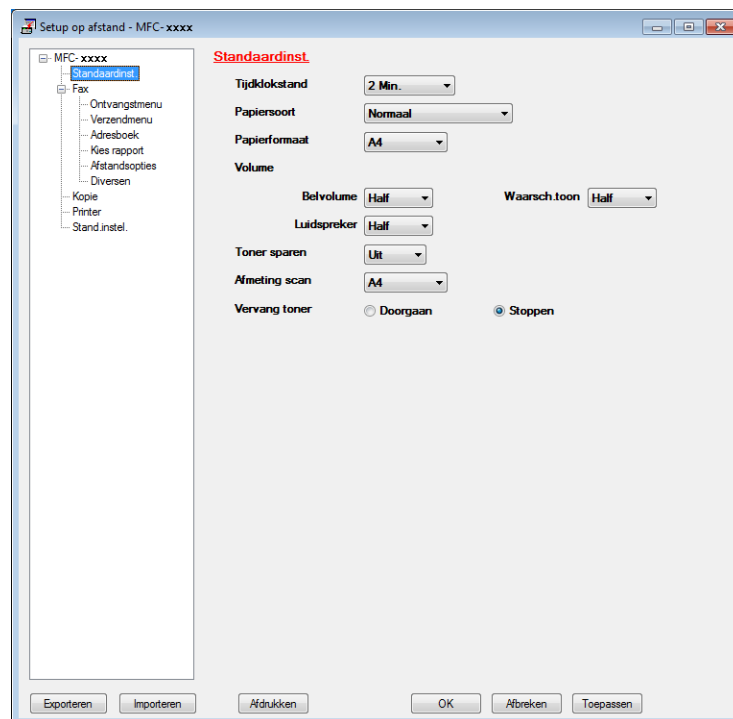 Setup op afstand - MFC- xxxx
MFC- xxxx
Standaardinst.
Fax
Ontvangstmenu
Verzendmenu
Adresboek
Kies rapport
Afstandsopties
Diversen
Kopie
Printer
Stand.instel.
Standaardinst.
Tijdklokstand 2 Min.
Papiersoort Normaal
Papierformaat A4
Volume
Belvolume Half Waarsch.toon Half
Luidspreker Half
Toner sparen Uit
Afmeting scan A4
Vervang toner Doorgaan Stoppen
Exporteren Importeren Afdrukken OK Afbreken Toepassen